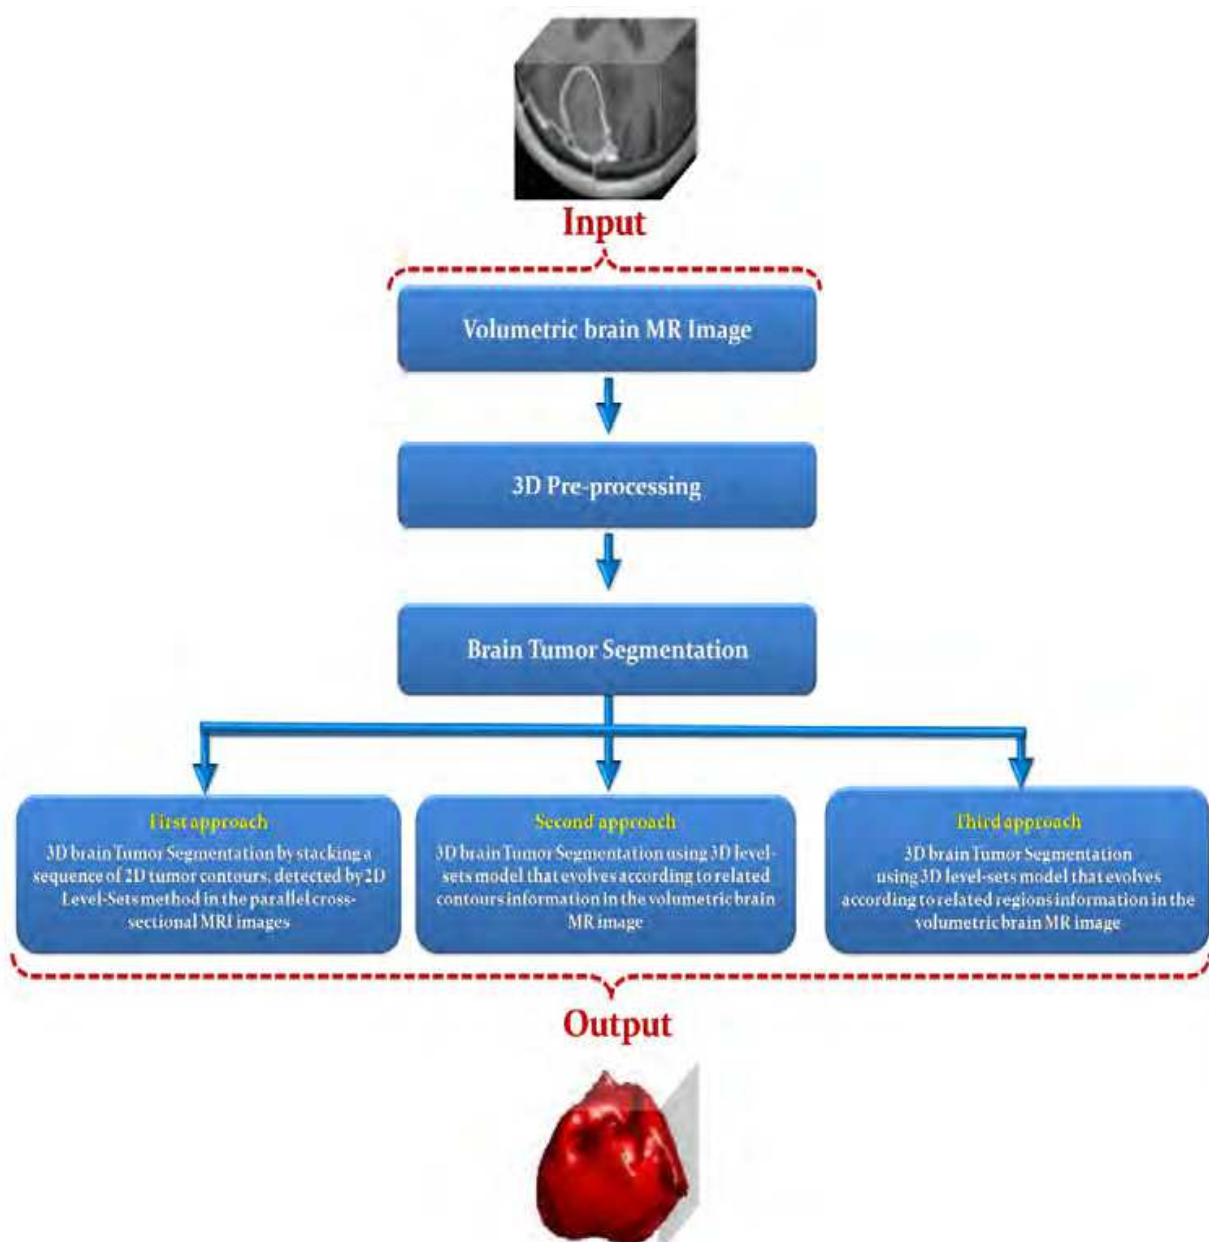 Input
Volumetric brain MR Image
3D Pre-processing
Brain Tumor Segmentation
First approach
3D brain Tumor Segmentation by stacking a
sequence of 2D tumor contours, detected by 2D
Level-Sets method in the parallel cross-
sectional MRI images
Second approach
3D brain Tumor Segmentation using 3D level-
sets model that evolves according to related
contours information in the volumetric brain
MR image
Third approach
3D brain Tumor Segmentation
using 3D level-sets model that evolves
according to related regions information in the
volumetric brain MR image
Output